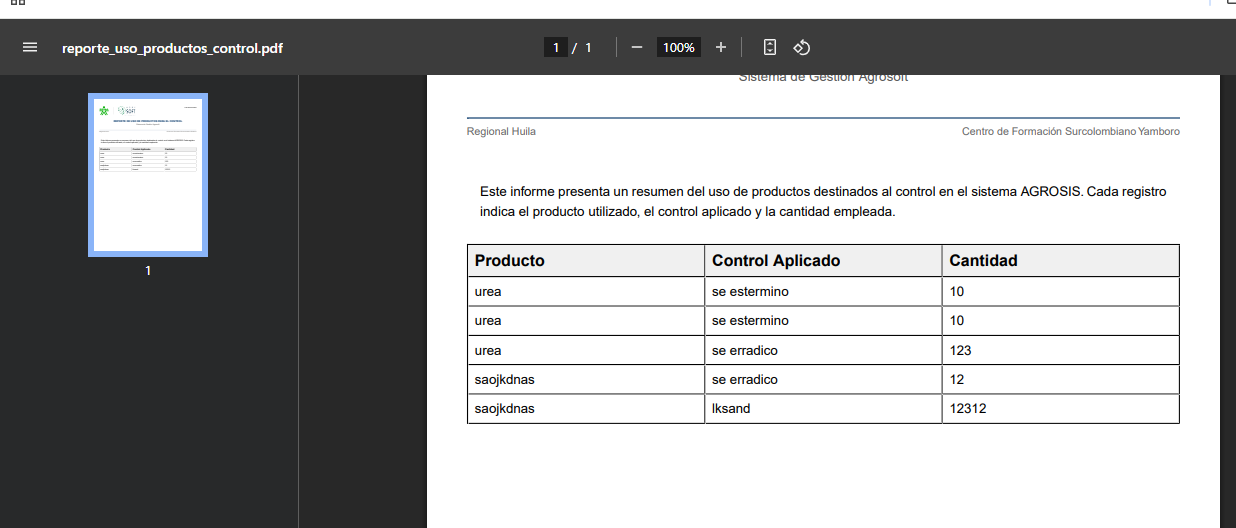 reporte_uso_productos_control.pdf
1 / 1
100%
1
Sistema de Gestión Agrosoft
Regional Huila
Centro de Formación Surcolombiano Yamboro
Este informe presenta un resumen del uso de productos destinados al control en el sistema AGROSIS. Cada registro
indica el producto utilizado, el control aplicado y la cantidad empleada.
Producto Control Aplicado Cantidad
urea se estermino 10
urea se estermino 10
urea se erradico 123
saojkdnas se erradico 12
saojkdnas lksand 12312